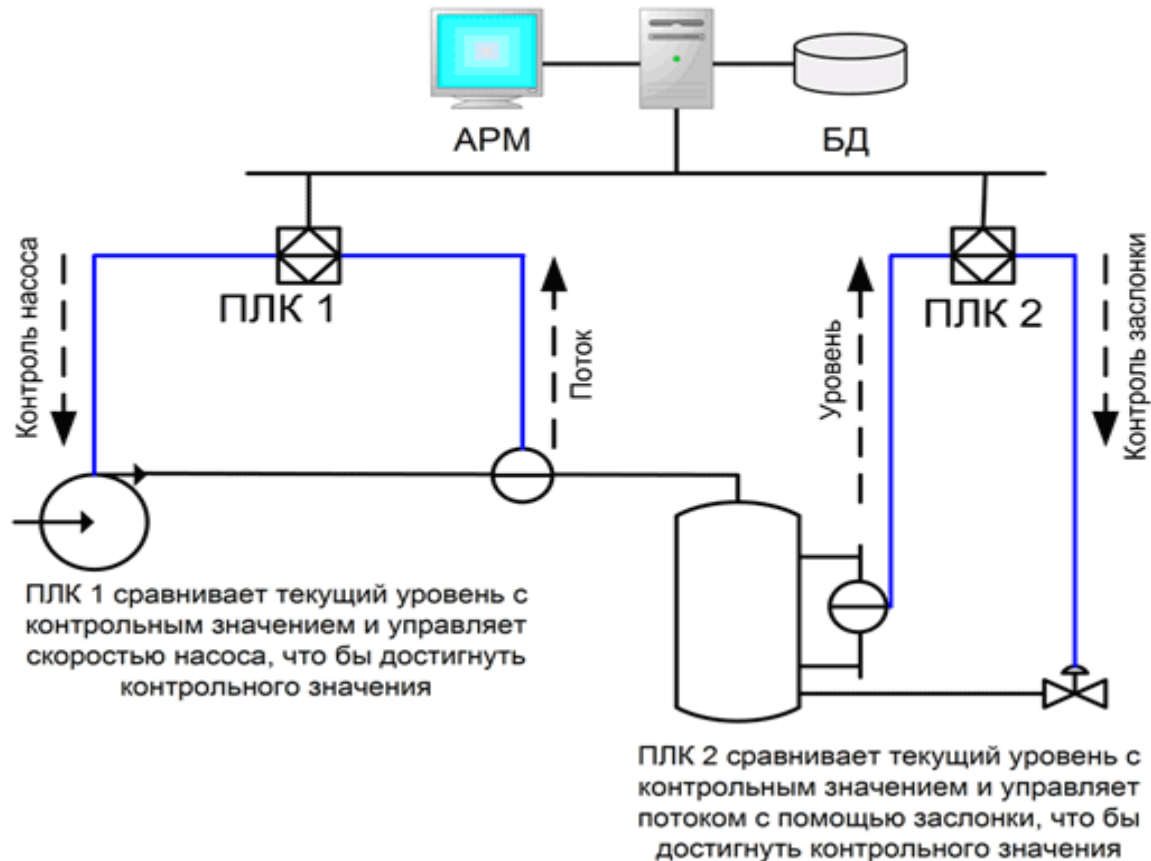 АРМ
БД
Контроль насоса
ПЛК 1
Поток
Уровень
ПЛК 2
Контроль заслонки
ПЛК 1 сравнивает текущий уровень с
контрольным значением и управляет
скоростью насоса, что бы достигнуть
контрольного значения
ПЛК 2 сравнивает текущий уровень с
контрольным значением и управляет
потоком с помощью заслонки, что бы
достигнуть контрольного значения